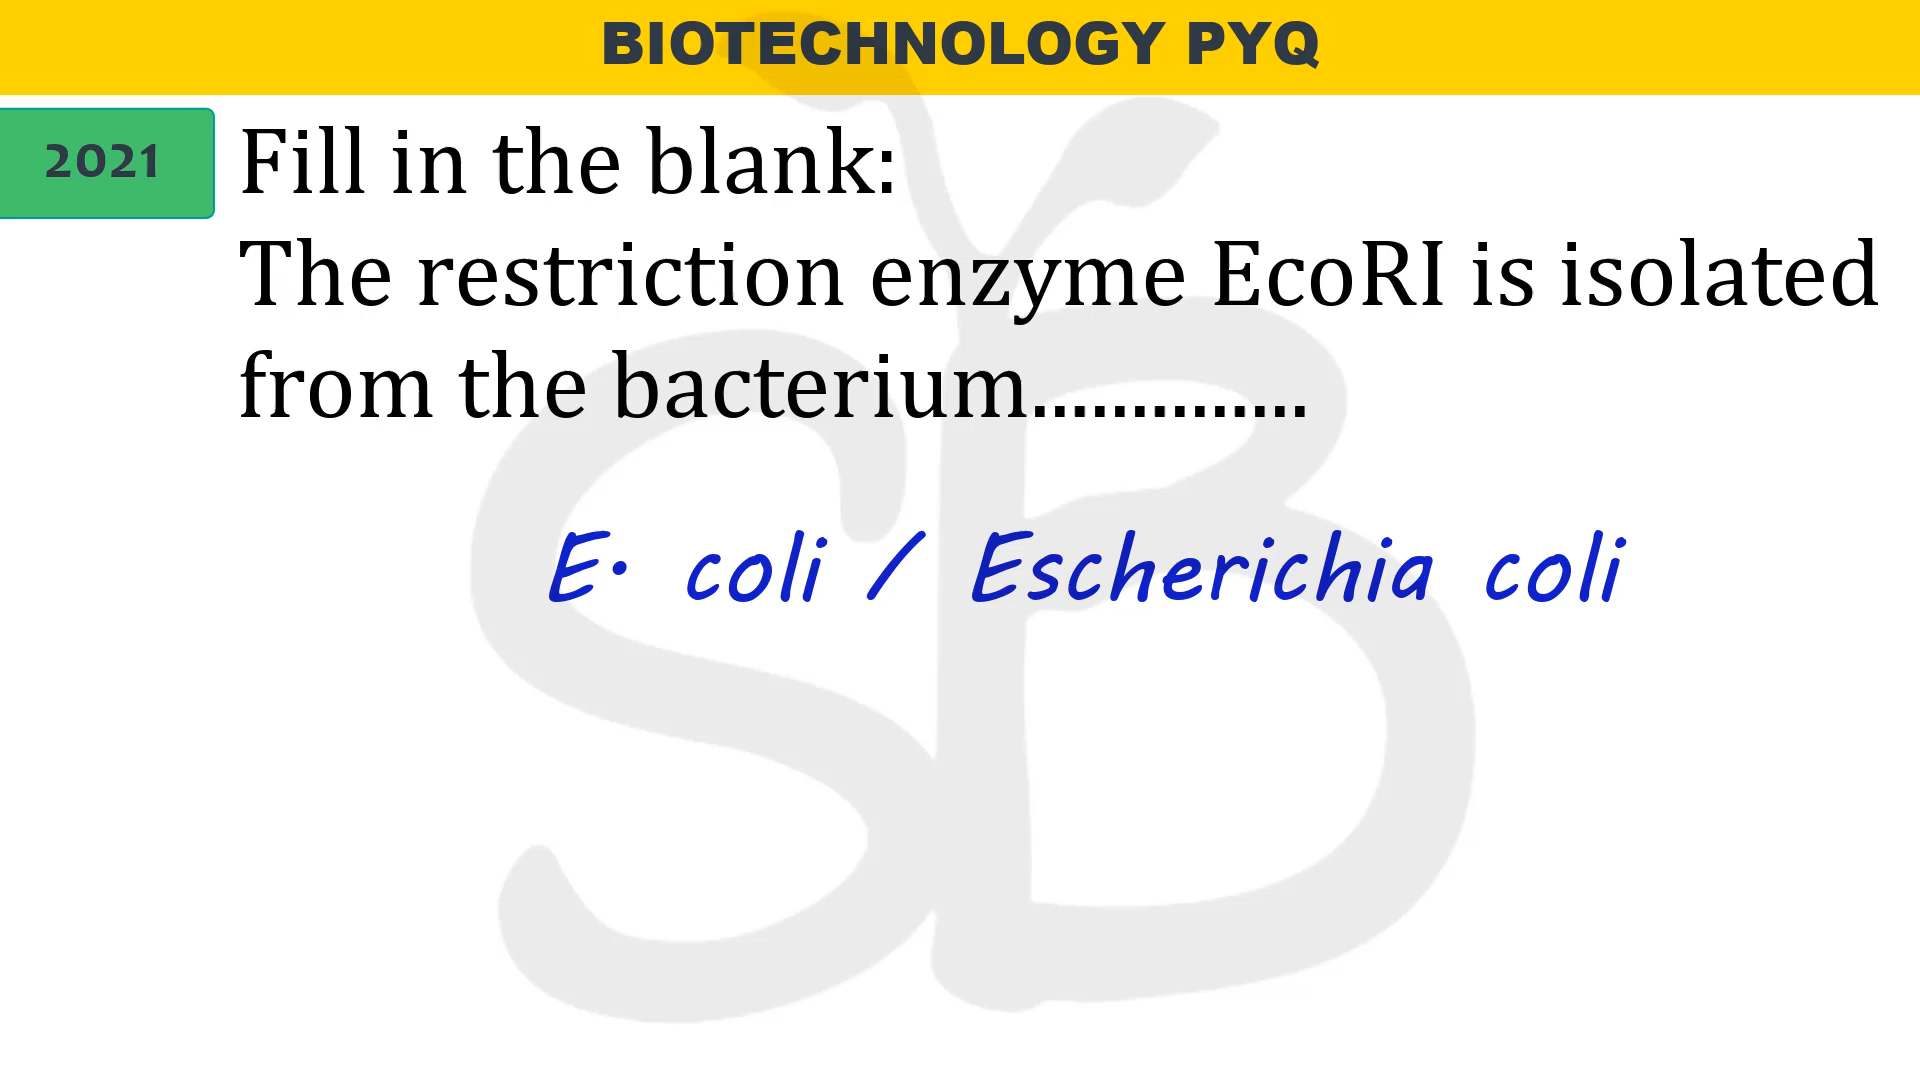 BIOTECHNOLOGY PYQ
2021
Fill in the blank:
The restriction enzyme EcoRI is isolated
from the bacterium..............
E. coli / Escherichia coli
SB